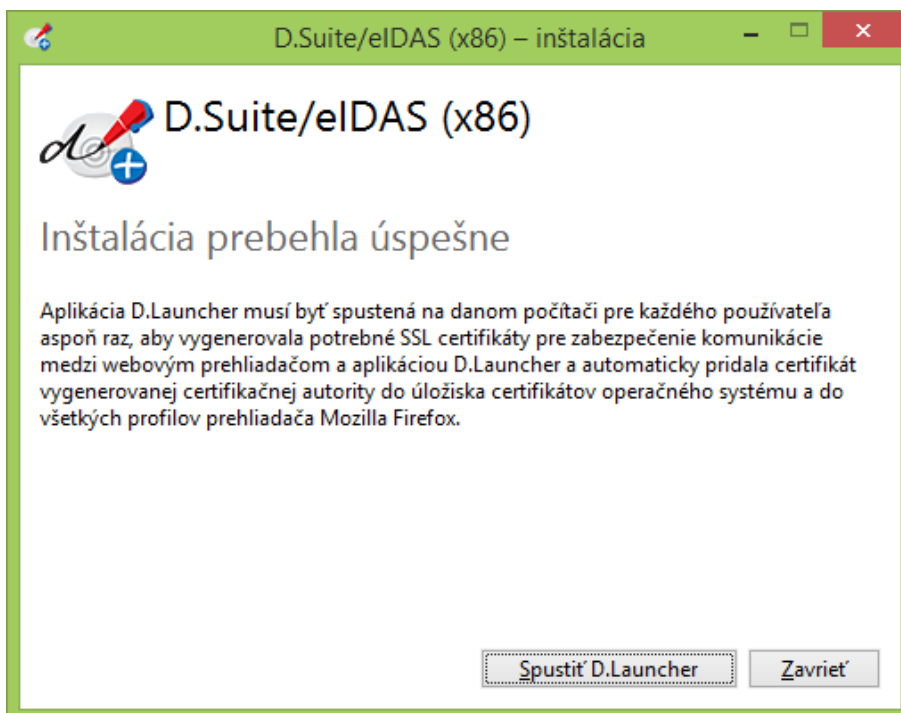 D.Suite/eIDAS (x86) – inštalácia
D.Suite/eIDAS (x86)
Inštalácia prebehla úspešne
Aplikácia D.Launcher musí byť spustená na danom počítači pre každého používateľa
aspoň raz, aby vygenerovala potrebné SSL certifikáty pre zabezpečenie komunikácie
medzi webovým prehliadačom a aplikáciou D.Launcher a automaticky pridala certifikát
vygenerovanej certifikačnej autority do úložiska certifikátov operačného systému a do
všetkých profilov prehliadača Mozilla Firefox.
Spustiť D.Launcher Zavrieť